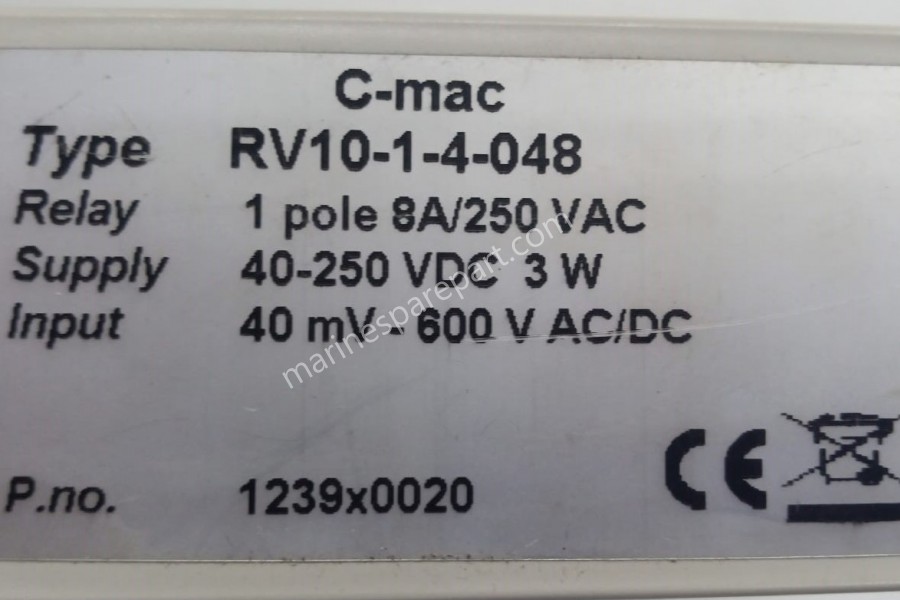 C-mac
Type RV10-1-4-048
Relay 1 pole 8A/250 VAC
Supply 40-250 VDC 3 W
Input 40 mV - 600 V AC/DC
marinesparepart.com
P.no. 1239x0020
CE